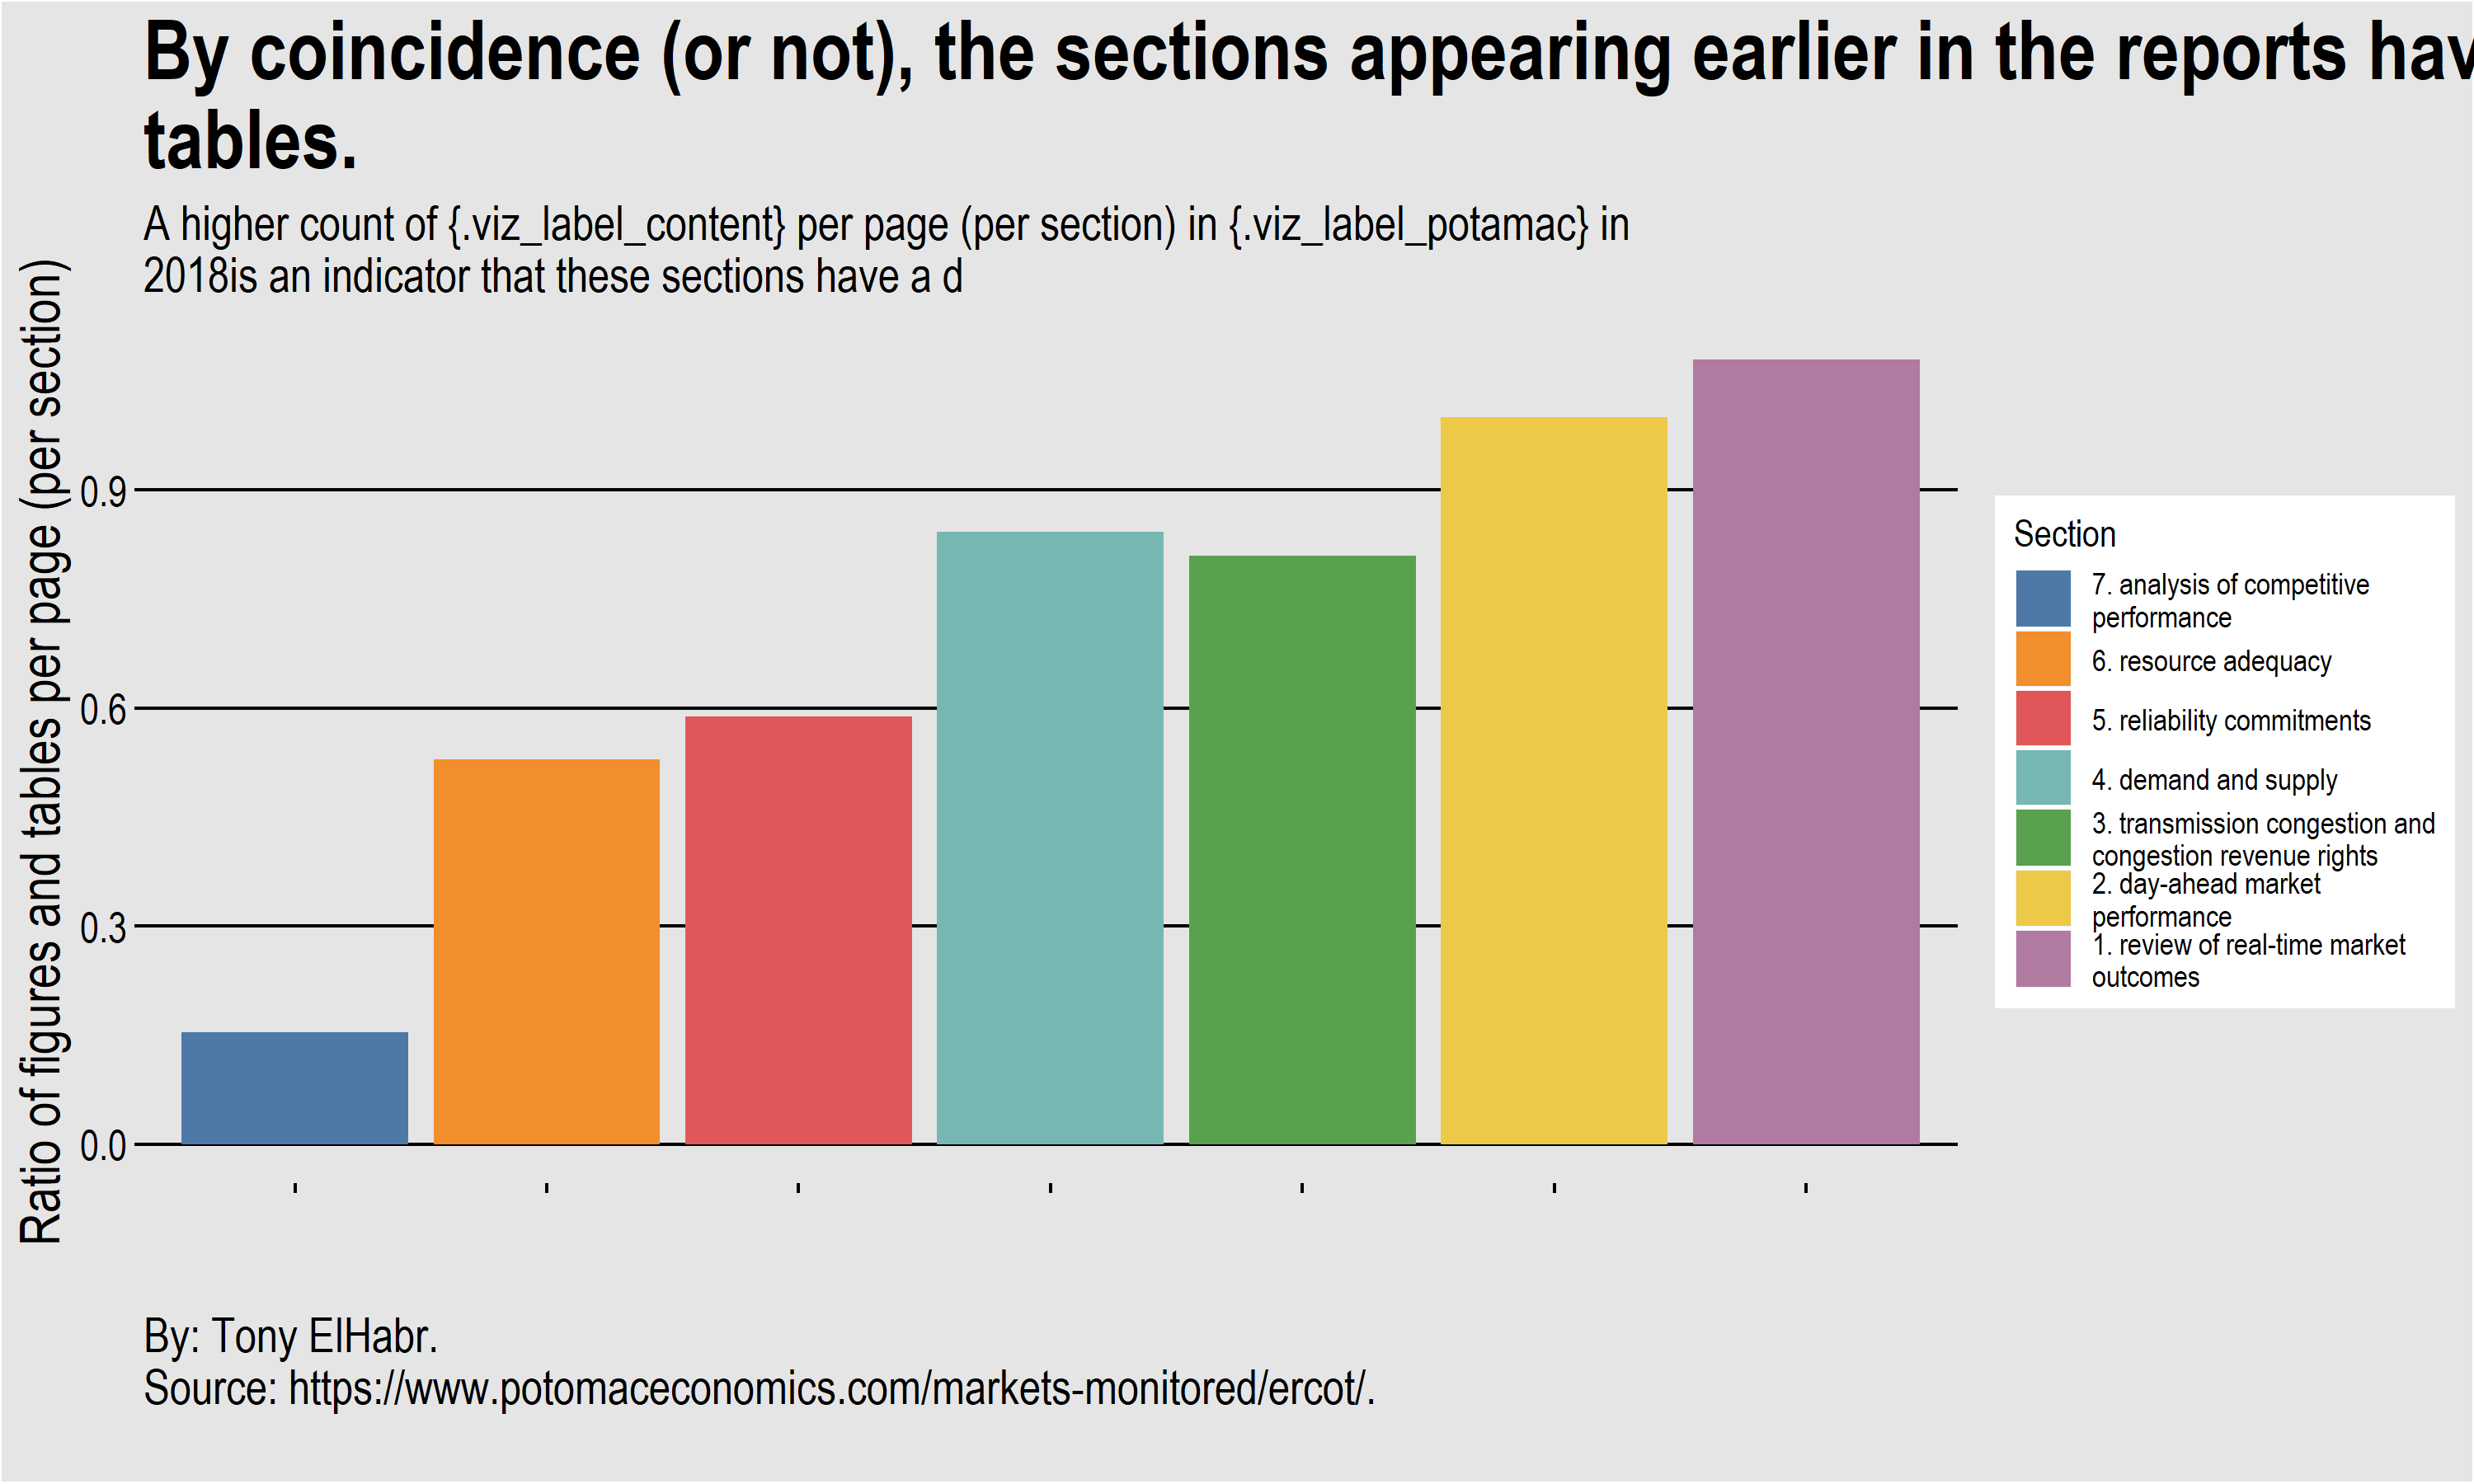 By coincidence (or not), the sections appearing earlier in the reports
tables.
A higher count of {.viz_label_content} per page (per section) in {.viz_label_potamac} in
2018is an indicator that these sections have a d
Ratio of figures and tables per page (per section)
0.9
0.6
0.3
0.0
Section
7. analysis of competitive
performance
6. resource adequacy
5. reliability commitments
4. demand and supply
3. transmission congestion and
congestion revenue rights
2. day-ahead market
performance
1. review of real-time market
outcomes
By: Tony ElHabr.
Source: https://www.potomaceconomics.com/markets-monitored/ercot/.